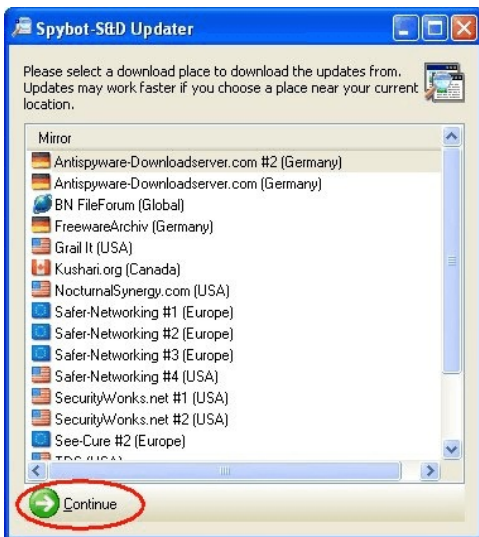 Spybot-S&D Updater
Please select a download place to download the updates from.
Updates may work faster if you choose a place near your current
location.
Mirror
Antispyware-Downloadserver.com #2 (Germany)
Antispyware-Downloadserver.com (Germany)
BN FileForum (Global)
FreewareArchiv (Germany)
Grail It (USA)
Kushari.org (Canada)
NocturnalSynergy.com (USA)
Safer-Networking #1 (Europe)
Safer-Networking #2 (Europe)
Safer-Networking #3 (Europe)
Safer-Networking #4 (USA)
SecurityWonks.net #1 (USA)
SecurityWonks.net #2 (USA)
See-Cure #2 (Europe)
Continue